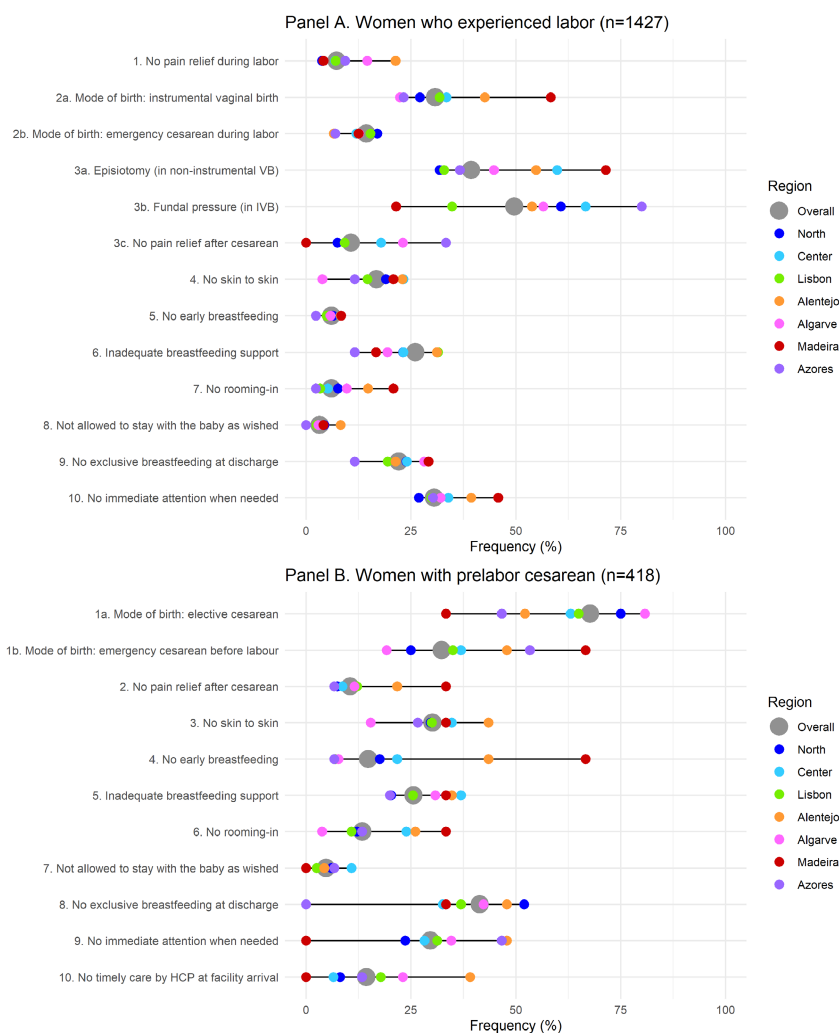 Panel A. Women who experienced labor (n=1427)
1. No pain relief during labor
2a. Mode of birth: instrumental vaginal birth
2b. Mode of birth: emergency cesarean during labor
3a. Episiotomy (in non-instrumental VB)
3b. Fundal pressure (in IVB)
3c. No pain relief after cesarean
4. No skin to skin
5. No early breastfeeding
6. Inadequate breastfeeding support
7. No rooming-in
8. Not allowed to stay with the baby as wished
9. No exclusive breastfeeding at discharge
10. No immediate attention when needed
0 25 50 75 100
Frequency (%)
Region
Overall
North
Center
Lisbon
Alentejo
Algarve
Madeira
Azores
Panel B. Women with prelabor cesarean (n=418)
1a. Mode of birth: elective cesarean
1b. Mode of birth: emergency cesarean before labour
2. No pain relief after cesarean
3. No skin to skin
4. No early breastfeeding
5. Inadequate breastfeeding support
6. No rooming-in
7. Not allowed to stay with the baby as wished
8. No exclusive breastfeeding at discharge
9. No immediate attention when needed
10. No timely care by HCP at facility arrival
0 25 50 75 100
Frequency (%)
Region
Overall
North
Center
Lisbon
Alentejo
Algarve
Madeira
Azores